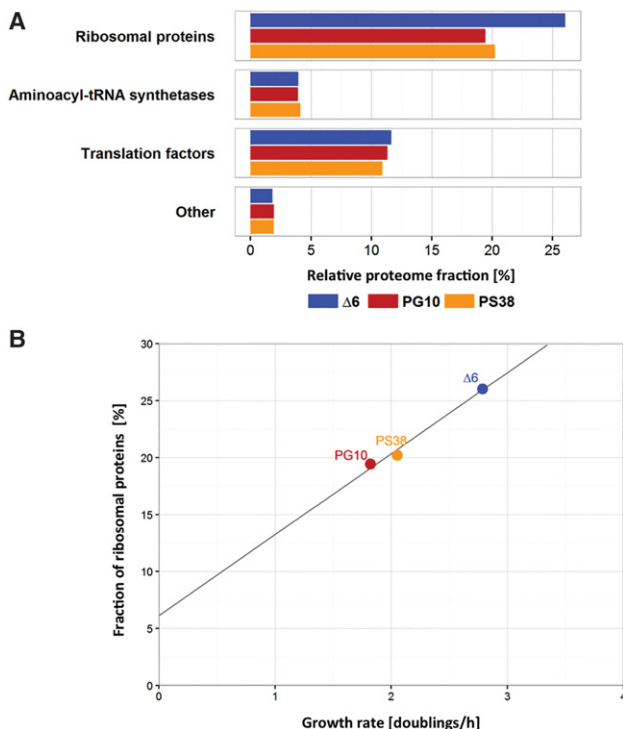 A
Ribosomal proteins
Aminoacyl-tRNA synthetases
Translation factors
Other
0 5 10 15 20 25
Relative proteome fraction [%]
Δ6 PG10 PS38
B
Fraction of ribosomal proteins [%]
30
25
20
15
10
5
0
Δ6
PS38
PG10
0 1 2 3 4
Growth rate [doublings/h]